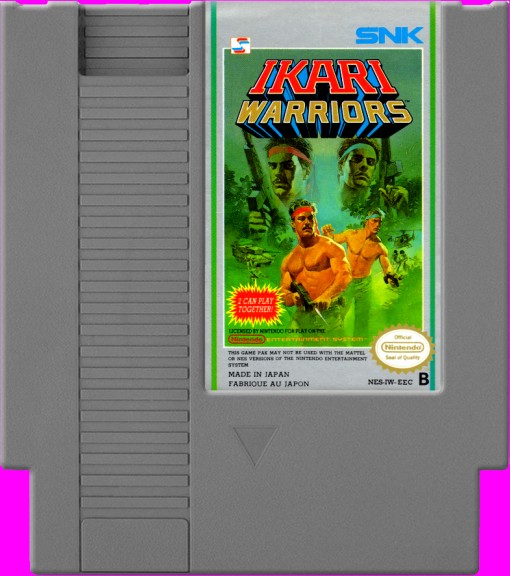 SNK
S
IKARI
WARRIORS
2 CAN PLAY
TOGETHER!
LICENSED BY NINTENDO FOR PLAY ON THE
Nintendo ENTERTAINMENT SYSTEM
THIS GAME PAK MAY NOT BE USED WITH THE MATTEL
OR NES VERSIONS OF THE NINTENDO ENTERTAINMENT
SYSTEM
MADE IN JAPAN
FABRIQUE AU JAPON
NES-IW-EEC B
Official
Nintendo
Seal of Quality